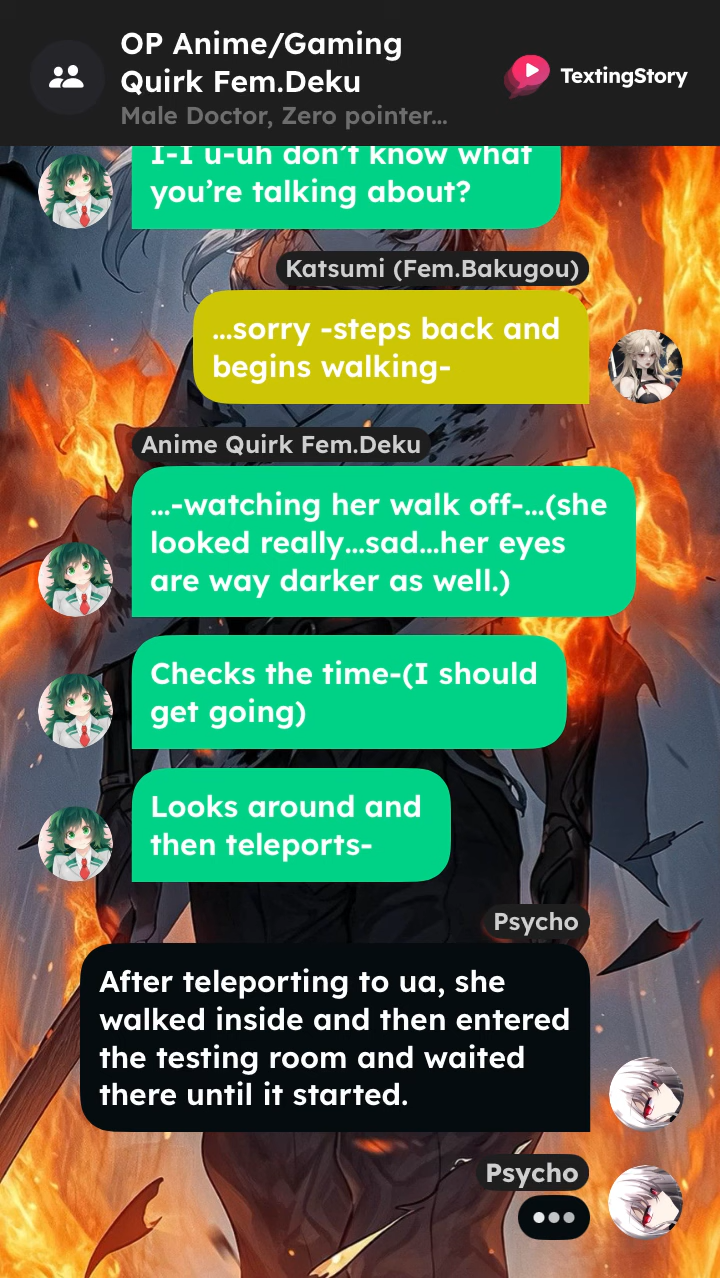 OP Anime/Gaming
Quirk Fem.Deku
Male Doctor, Zero pointer...
TextingStory
I-I u-uh don't know what
you're talking about?
Katsumi (Fem.Bakugou)
...sorry -steps back and
begins walking-
Anime Quirk Fem.Deku
...-watching her walk off-...(she
looked really...sad...her eyes
are way darker as well.)
Checks the time-(I should
get going)
Looks around and
then teleports-
Psycho
After teleporting to ua, she
walked inside and then entered
the testing room and waited
there until it started.
Psycho